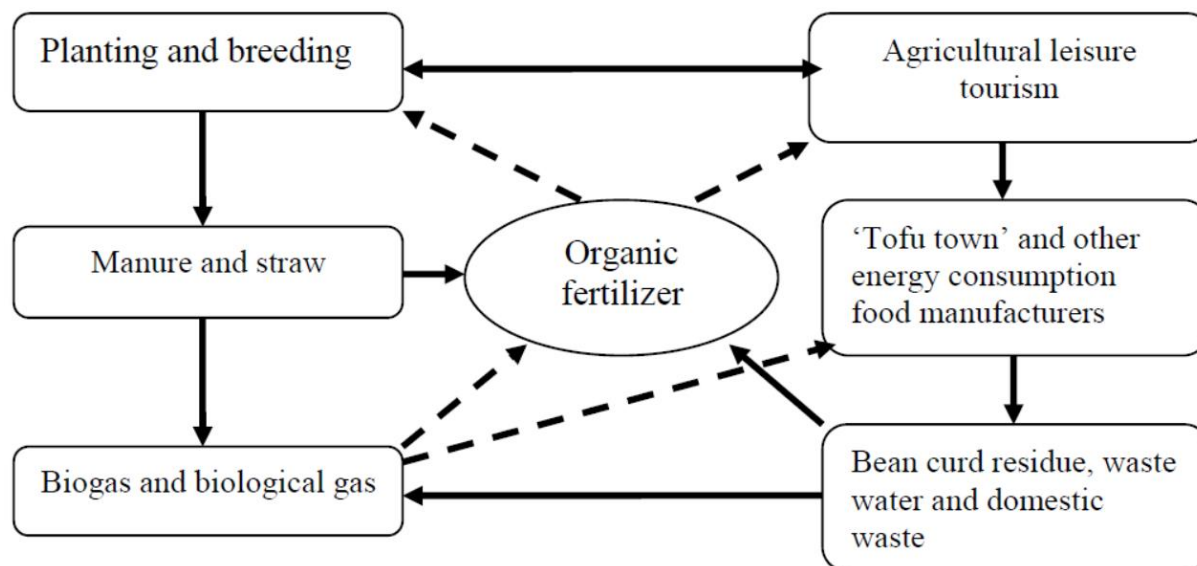 Planting and breeding
Agricultural leisure
tourism
Manure and straw
Organic
fertilizer
‘Tofu town’ and other
energy consumption
food manufacturers
Biogas and biological gas
Bean curd residue, waste
water and domestic
waste